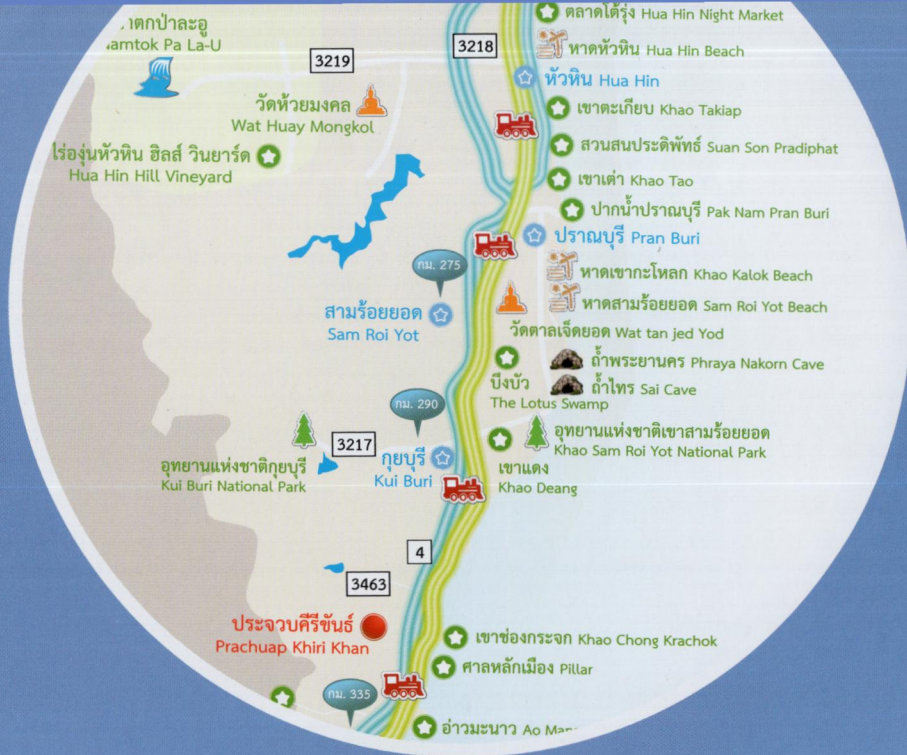 ตลาดโต้รุ่ง Hua Hin Night Market
ป่าละอู
Pa La-U
3219
3218
หาดหัวหิน Hua Hin Beach
หัวหิน Hua Hin
วัดห้วยมงคล
Wat Huay Mongkol
เขาตะเกียบ Khao Takiap
ไร่องุ่นหัวหิน ฮิลส์ วินยาร์ด
Hua Hin Hill Vineyard
สวนสนประดิพัทธ์ Suan Son Pradiphat
เขาเต่า Khao Tao
ปากน้ำปราณบุรี Pak Nam Pran Buri
ปราณบุรี Pran Buri
กม. 275
หาดเขากะโหลก Khao Kalok Beach
หาดสามร้อยยอด Sam Roi Yot Beach
สามร้อยยอด
Sam Roi Yot
วัดตาลเจ็ดยอด Wat tan jed Yod
ถ้ำพระยานคร Phraya Nakorn Cave
ถ้ำไทร Sai Cave
บึงบัว
The Lotus Swamp
กม. 290
3217
อุทยานแห่งชาติกุยบุรี
Kui Buri National Park
กุยบุรี
Kui Buri
อุทยานแห่งชาติเขาสามร้อยยอด
Khao Sam Roi Yot National Park
เขาแดง
Khao Deang
4
3463
ประจวบคีรีขันธ์
Prachuap Khiri Khan
เขาช่องกระจก Khao Chong Krachok
ศาลหลักเมือง Pillar
กม. 335
อ่าวมะนาว Ao